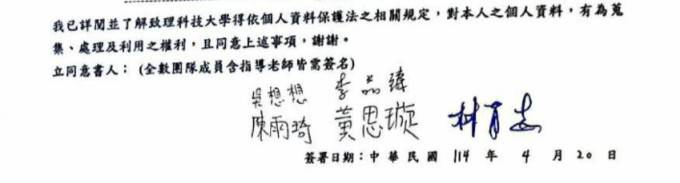 我已詳閱並了解致理科技大學得依個人資料保護法之相關規定，對本人之個人資料，有為蒐
集、處理及利用之權利，且同意上述事項，謝謝。
立同意書人：(全數團隊成員含指導老師皆需簽名)
吳想想 李品緯
陳雨琦 黃思璇
簽署日期：中華民國 114 年 4 月 20 日